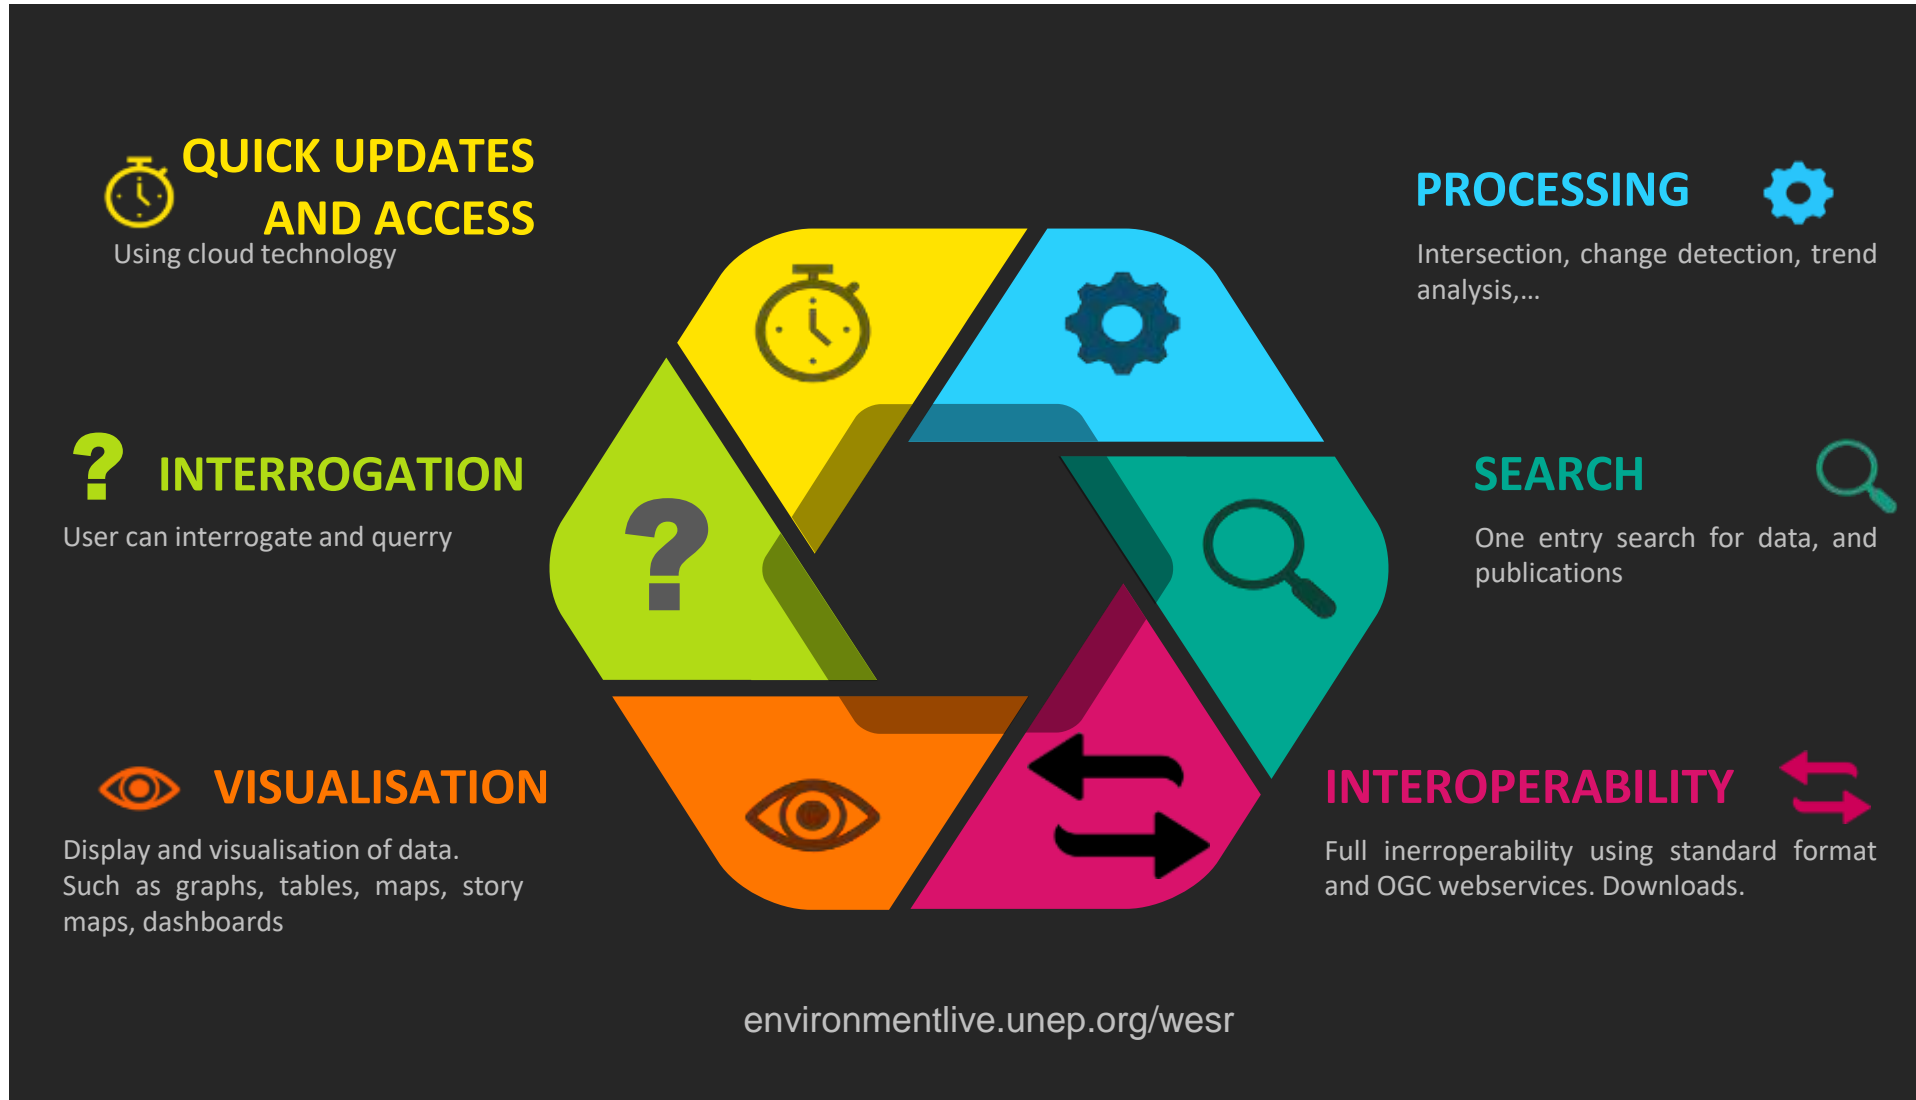 QUICK UPDATES
AND ACCESS
Using cloud technology
?
INTERROGATION
User can interrogate and querry
VISUALISATION
Display and visualisation of data.
Such as graphs, tables, maps, story
maps, dashboards
?
PROCESSING
Intersection, change detection, trend
analysis,...
SEARCH
One entry search for data, and
publications
INTEROPERABILITY
Full inerroperability using standard format
and OGC webservices. Downloads.
environmentlive.unep.org/wesr